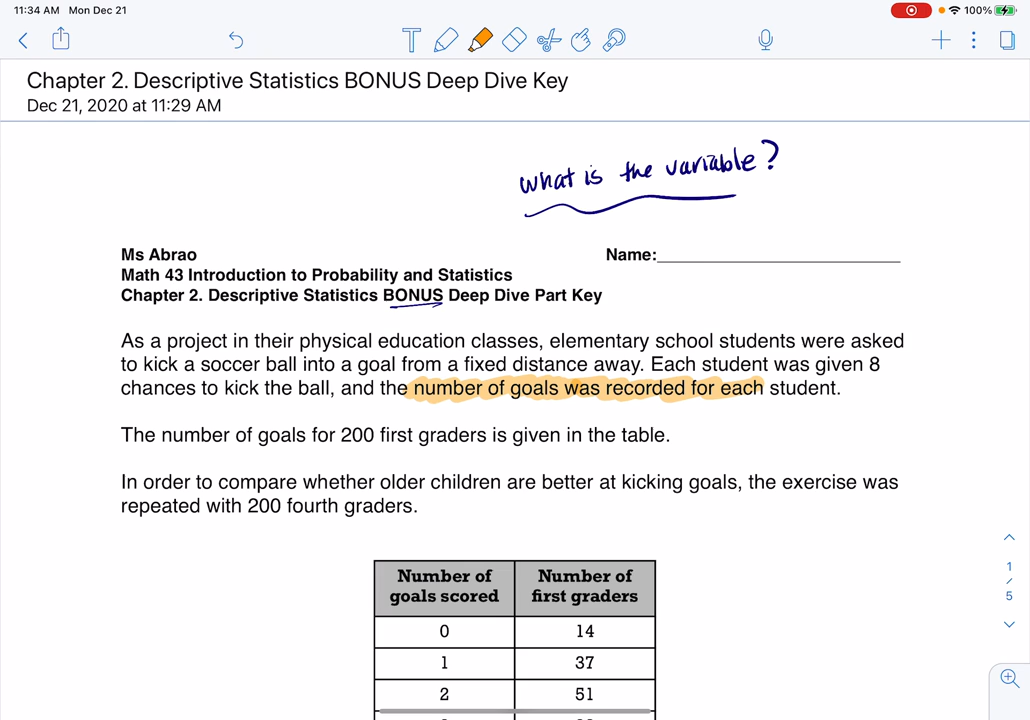 11:34 AM Mon Dec 21
100%
Chapter 2. Descriptive Statistics BONUS Deep Dive Key
Dec 21, 2020 at 11:29 AM
what is the variable?
Ms Abrao
Name:
Math 43 Introduction to Probability and Statistics
Chapter 2. Descriptive Statistics BONUS Deep Dive Part Key
As a project in their physical education classes, elementary school students were asked
to kick a soccer ball into a goal from a fixed distance away. Each student was given 8
chances to kick the ball, and the number of goals was recorded for each student.
The number of goals for 200 first graders is given in the table.
In order to compare whether older children are better at kicking goals, the exercise was
repeated with 200 fourth graders.
Number of goals scored
Number of first graders
0 14
1 37
2 51
1
/
5